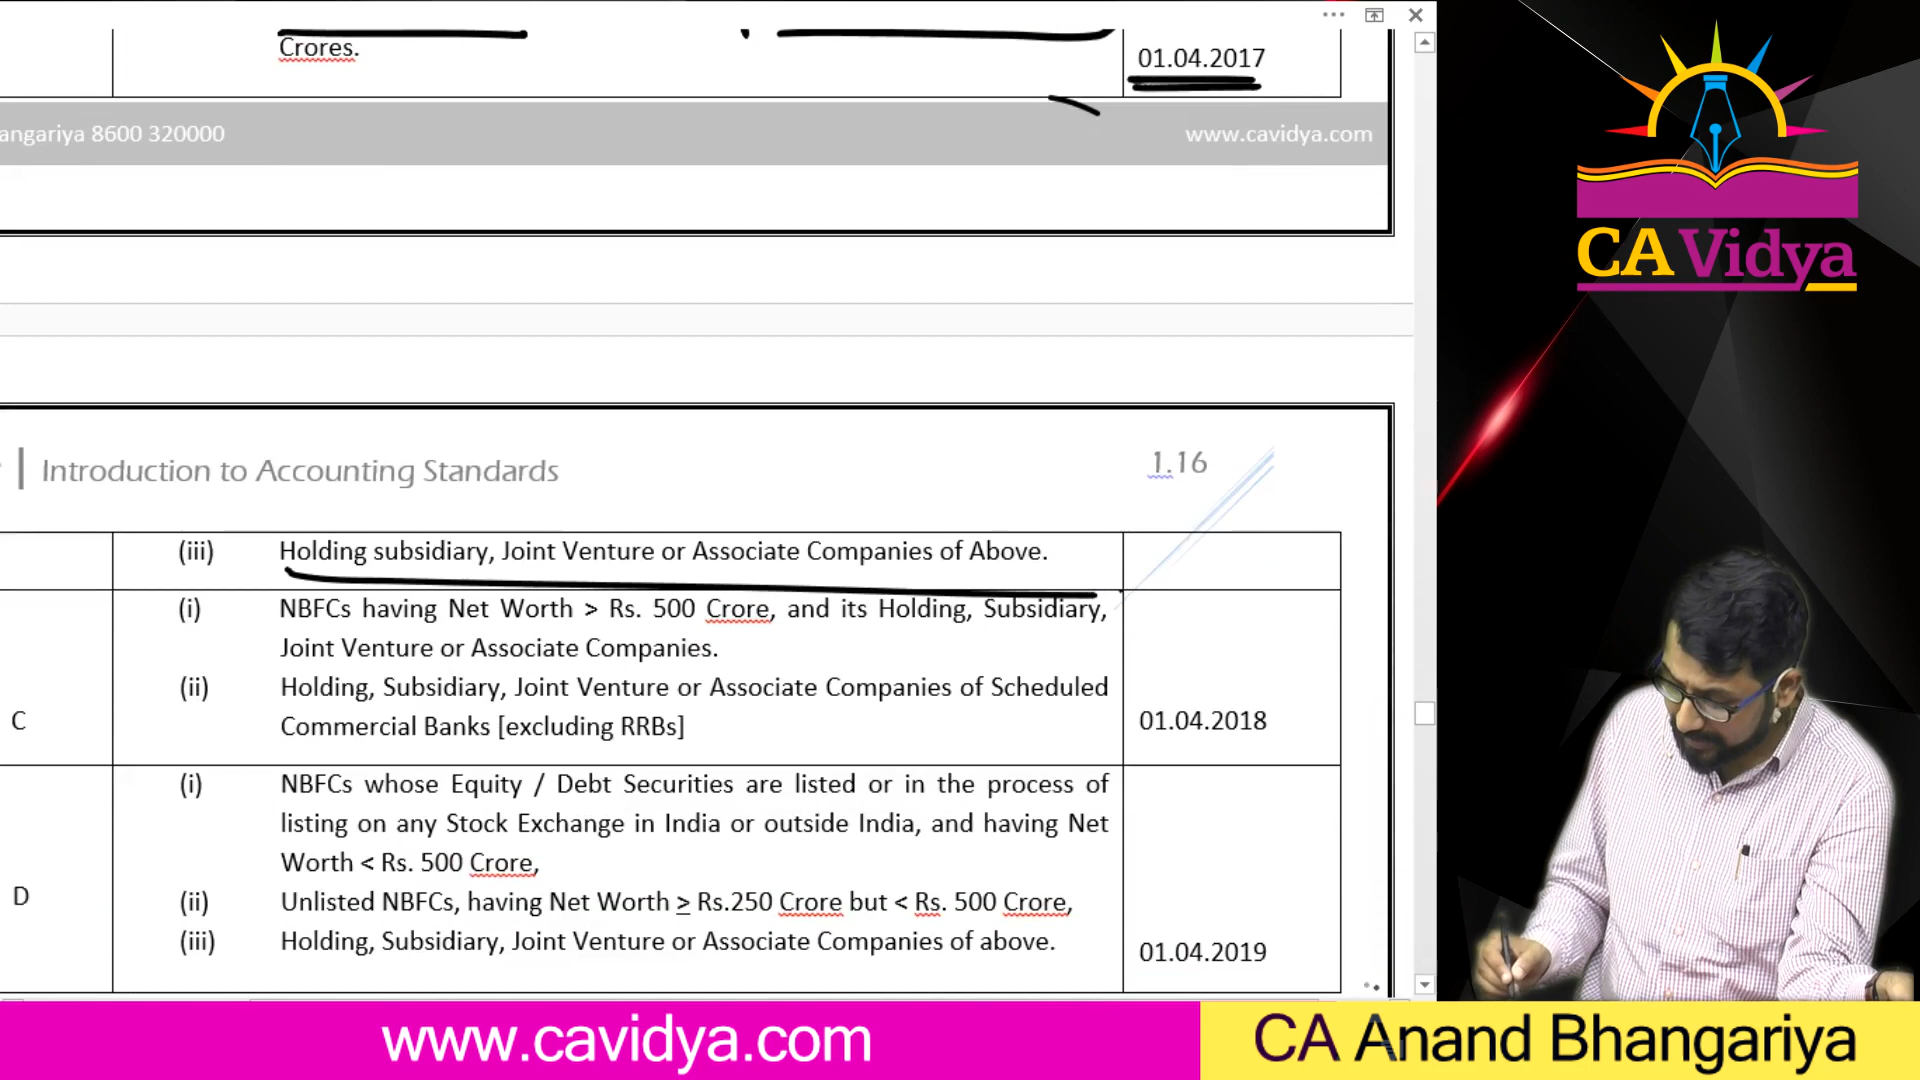 Crores.
01.04.2017
angariya 8600 320000
www.cavidya.com
Introduction to Accounting Standards
1.16
(iii) Holding subsidiary, Joint Venture or Associate Companies of Above.
(i) NBFCs having Net Worth > Rs. 500 Crore, and its Holding, Subsidiary,
Joint Venture or Associate Companies.
(ii) Holding, Subsidiary, Joint Venture or Associate Companies of Scheduled
Commercial Banks [excluding RRBs]
C
01.04.2018
(i) NBFCs whose Equity / Debt Securities are listed or in the process of
listing on any Stock Exchange in India or outside India, and having Net
Worth < Rs. 500 Crore,
D
(ii) Unlisted NBFCs, having Net Worth ≥ Rs.250 Crore but < Rs. 500 Crore,
(iii) Holding, Subsidiary, Joint Venture or Associate Companies of above.
01.04.2019
CA Vidya
www.cavidya.com
CA Anand Bhangariya